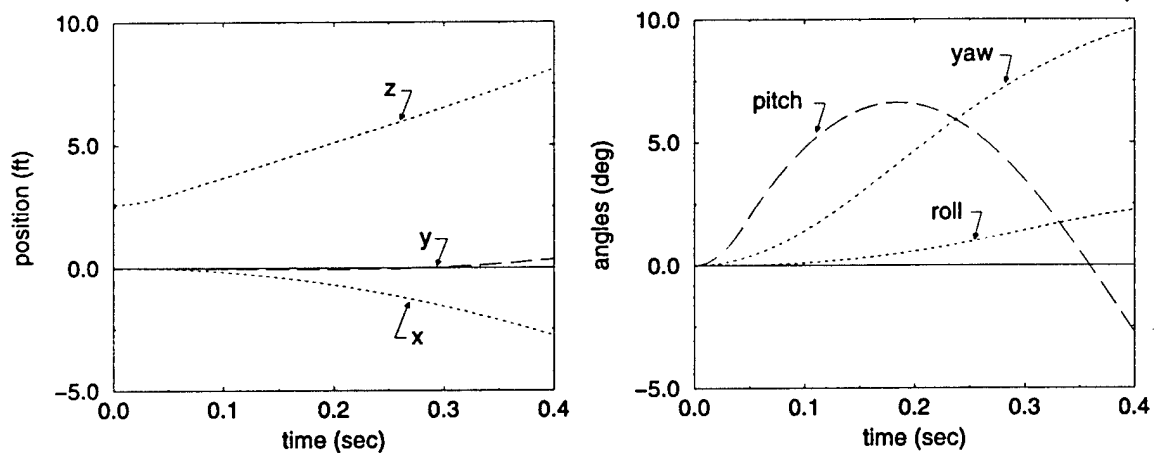 10.0
5.0
0.0
−5.0
position (ft)
z
y
x
0.0
0.1
0.2
0.3
0.4
time (sec)
10.0
5.0
0.0
−5.0
angles (deg)
yaw
pitch
roll
0.0
0.1
0.2
0.3
0.4
time (sec)